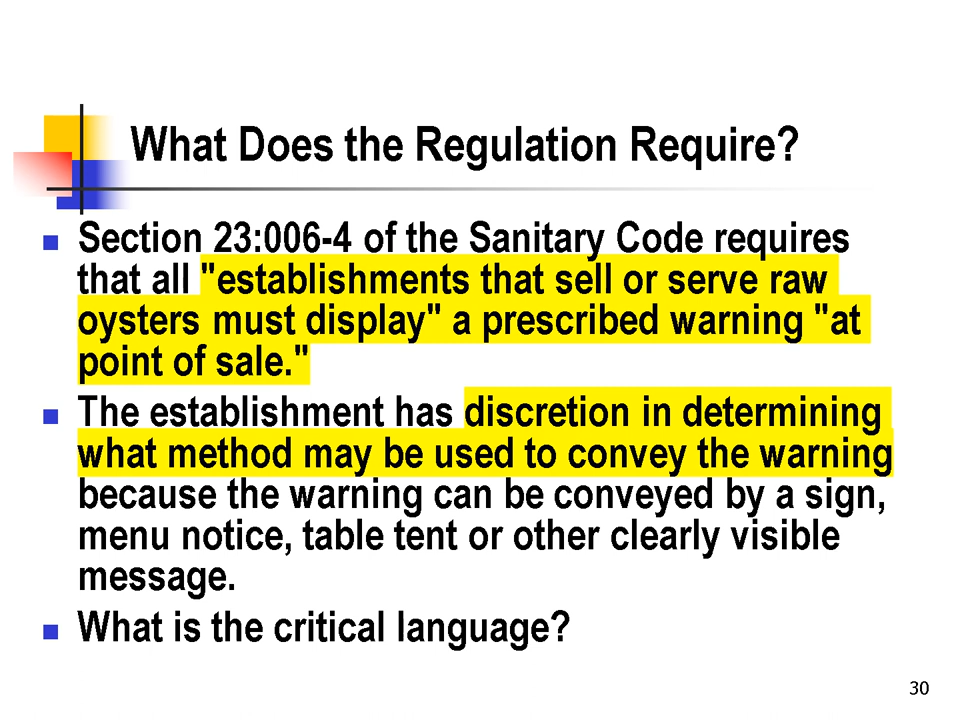 What Does the Regulation Require?
Section 23:006-4 of the Sanitary Code requires
that all "establishments that sell or serve raw
oysters must display" a prescribed warning "at
point of sale."
The establishment has discretion in determining
what method may be used to convey the warning
because the warning can be conveyed by a sign,
menu notice, table tent or other clearly visible
message.
What is the critical language?
30